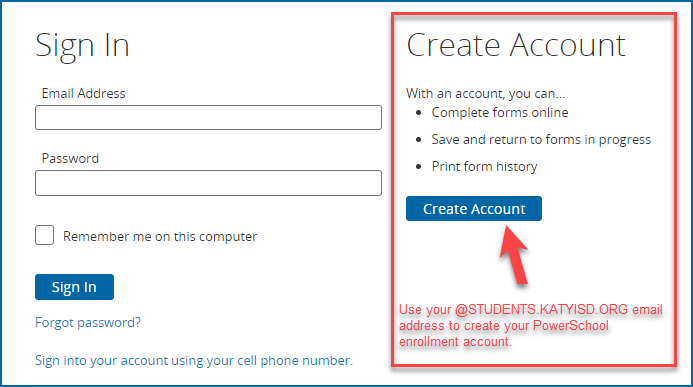 Sign In
Email Address
Password
Remember me on this computer
Sign In
Forgot password?
Sign into your account using your cell phone number.
Create Account
With an account, you can...
Complete forms online
Save and return to forms in progress
Print form history
Create Account
Use your @STUDENTS.KATYISD.ORG email
address to create your PowerSchool
enrollment account.